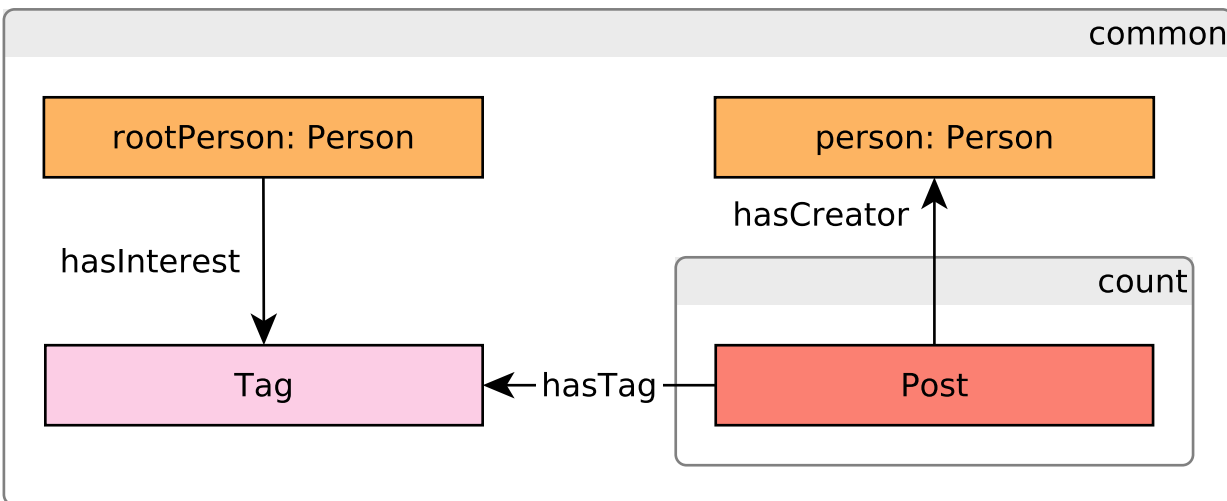 common
rootPerson: Person
person: Person
hasCreator
hasInterest
count
Tag
hasTag
Post